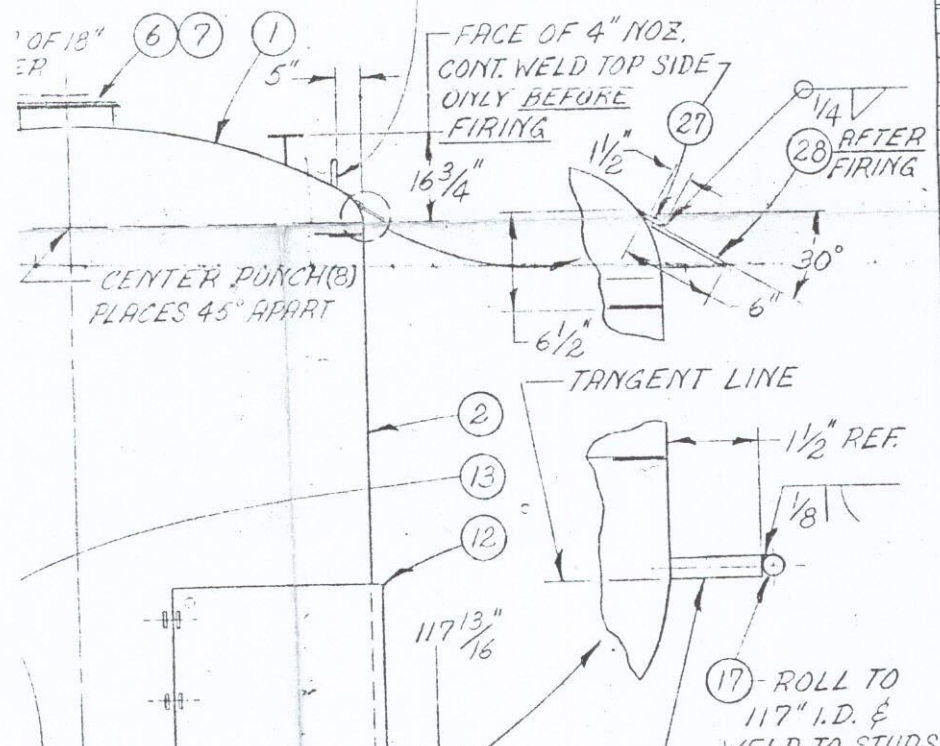 OF 18"
ER
6 7 1
5"
FACE OF 4" NOZ.
CONT. WELD TOP SIDE
ONLY BEFORE
FIRING
16 3/4"
27
1 1/2"
1/4
28 AFTER
FIRING
30°
6"
6 1/2"
CENTER PUNCH (8)
PLACES 45° APART
TANGENT LINE
2
13
12
1 1/2" REF.
1/8
117 13/16"
17 - ROLL TO
117" I.D. &
WELD TO STUDS